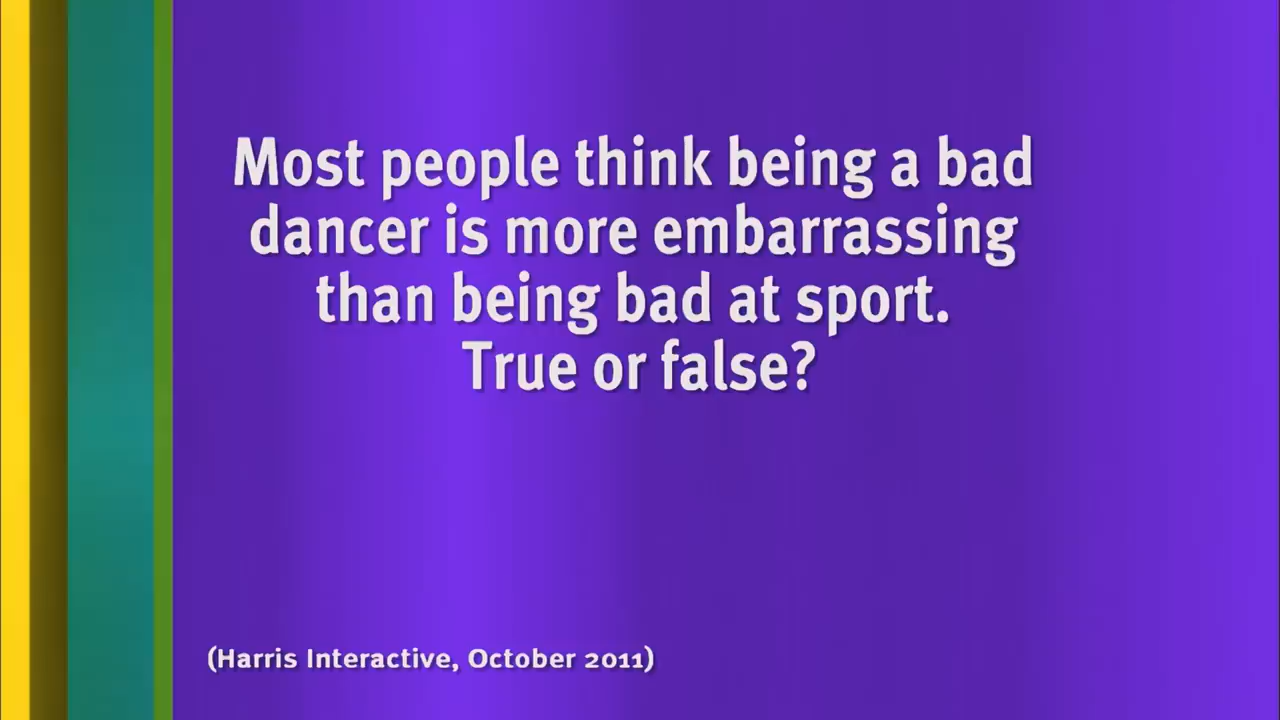 Most people think being a bad
dancer is more embarrassing
than being bad at sport.
True or false?
(Harris Interactive, October 2011)